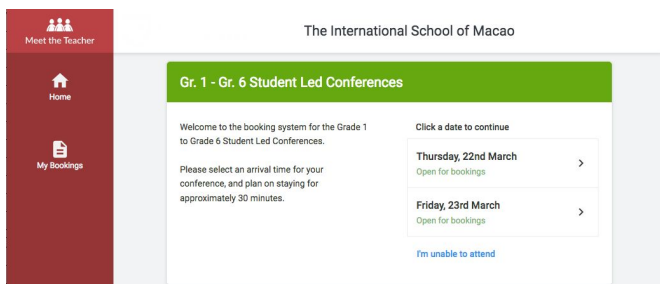 Meet the Teacher
The International School of Macao
Home
My Bookings
Gr. 1 - Gr. 6 Student Led Conferences
Welcome to the booking system for the Grade 1
to Grade 6 Student Led Conferences.
Please select an arrival time for your
conference, and plan on staying for
approximately 30 minutes.
Click a date to continue
Thursday, 22nd March
Open for bookings
Friday, 23rd March
Open for bookings
I'm unable to attend